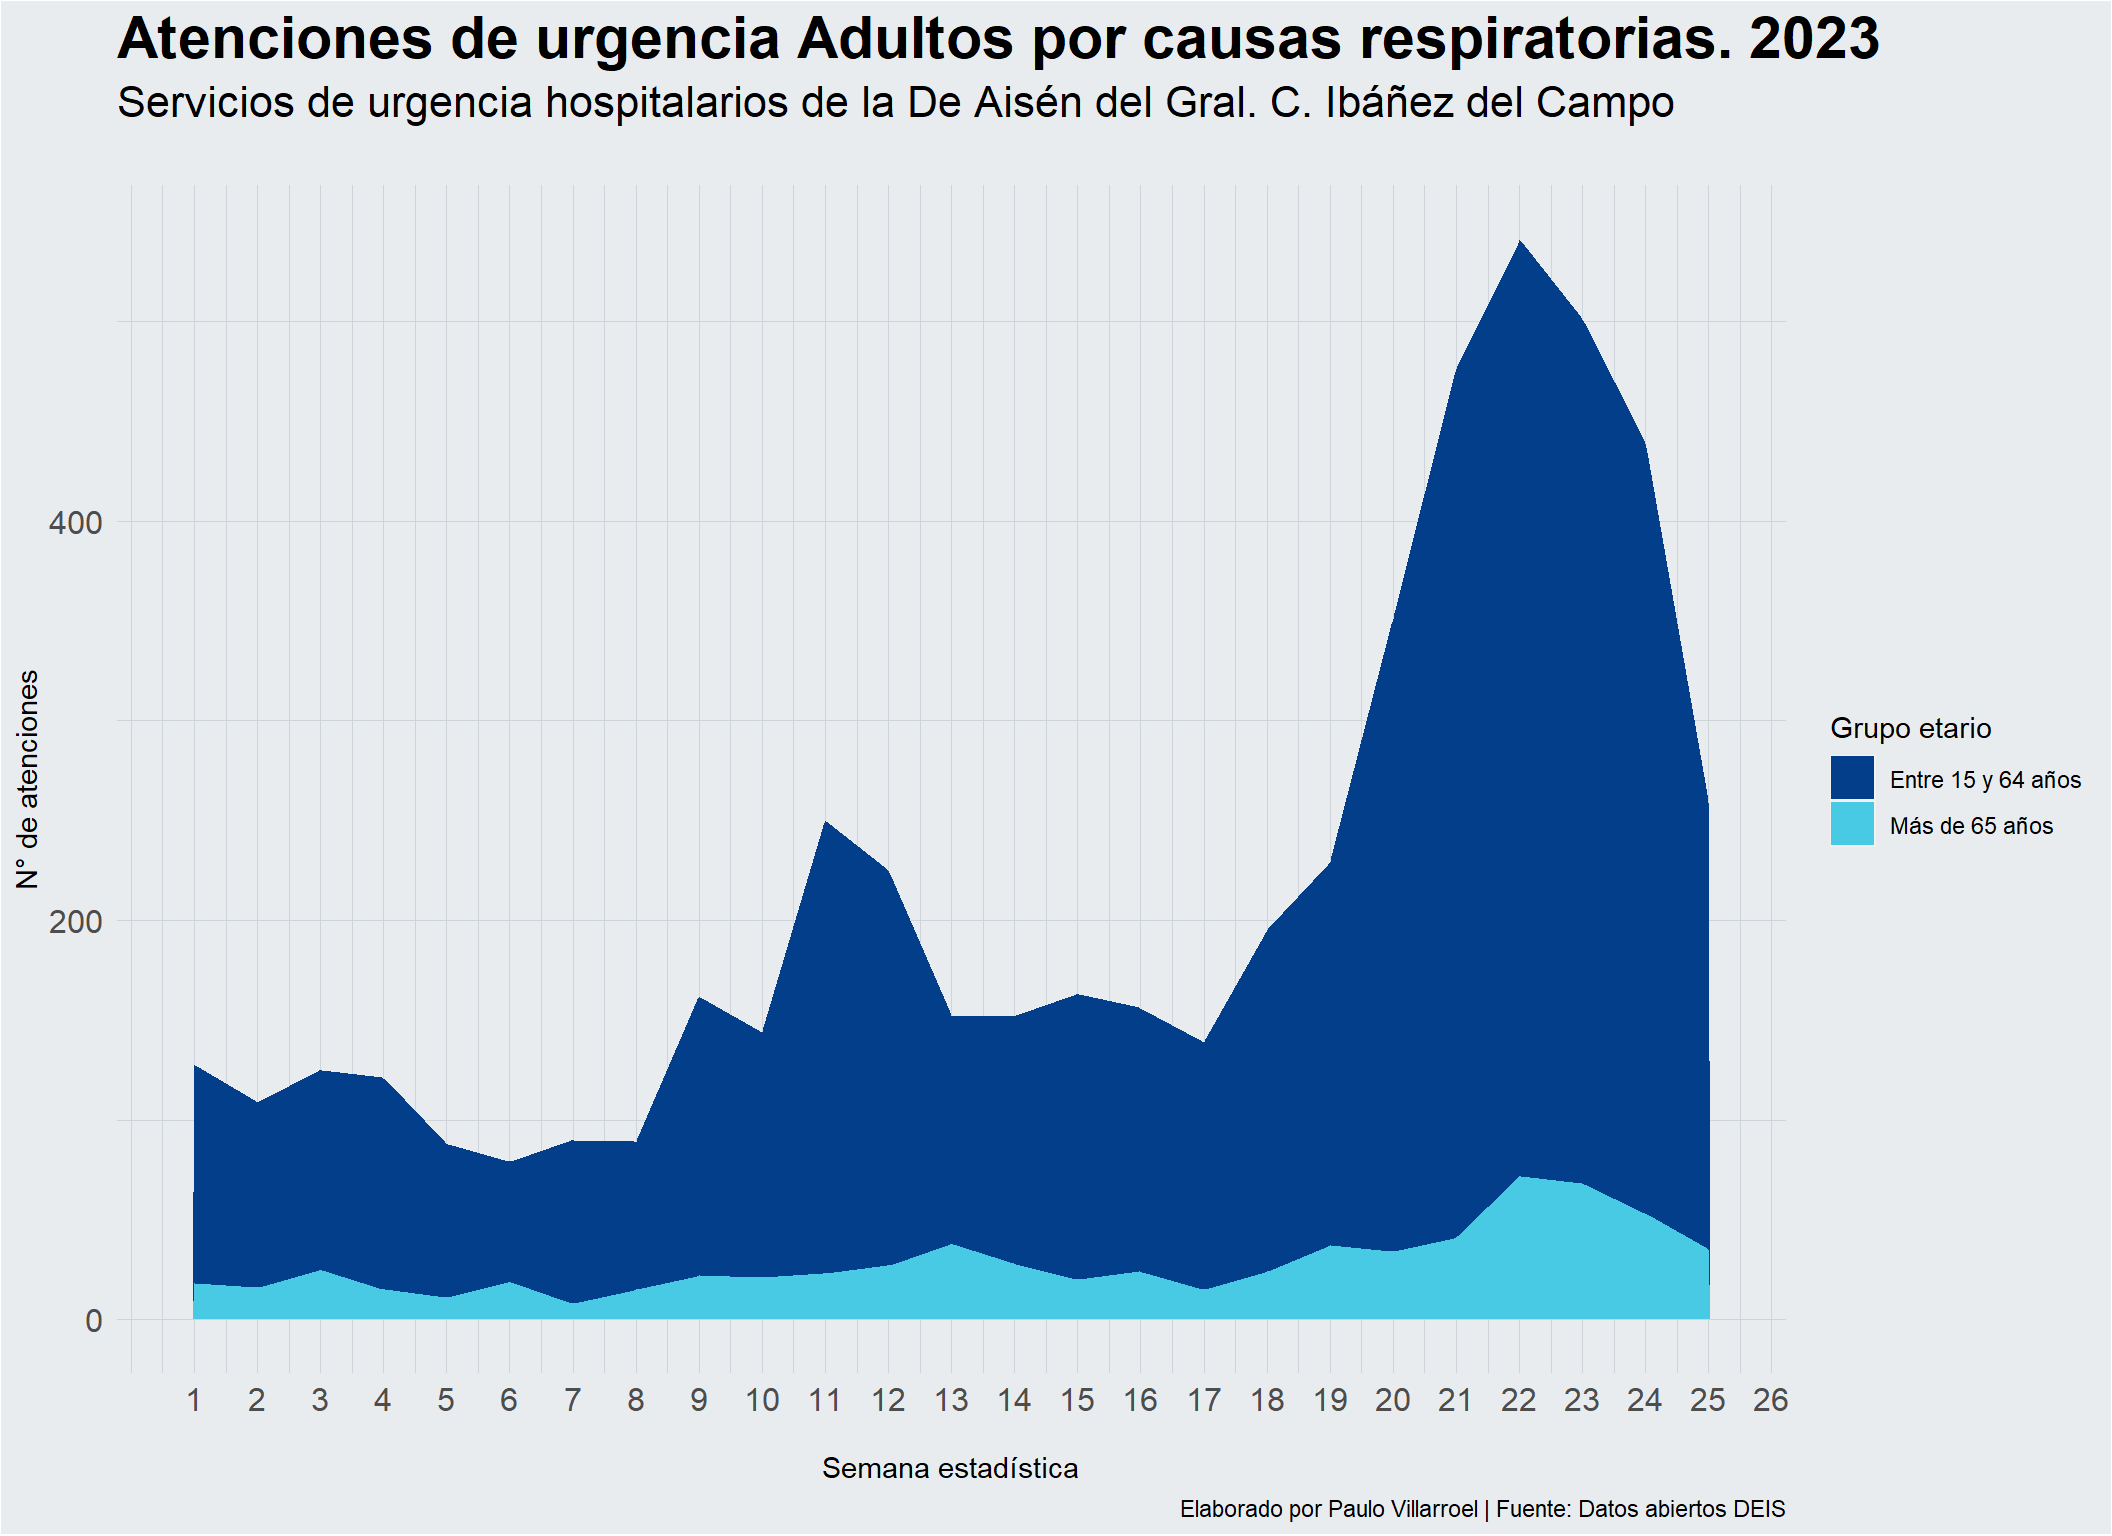 Atenciones de urgencia Adultos por causas respiratorias. 2023
Servicios de urgencia hospitalarios de la De Aisén del Gral. C. Ibáñez del Campo
400
200
0
N° de atenciones
1 2 3 4 5 6 7 8 9 10 11 12 13 14 15 16 17 18 19 20 21 22 23 24 25 26
Semana estadística
Grupo etario
Entre 15 y 64 años
Más de 65 años
Elaborado por Paulo Villarroel | Fuente: Datos abiertos DEIS